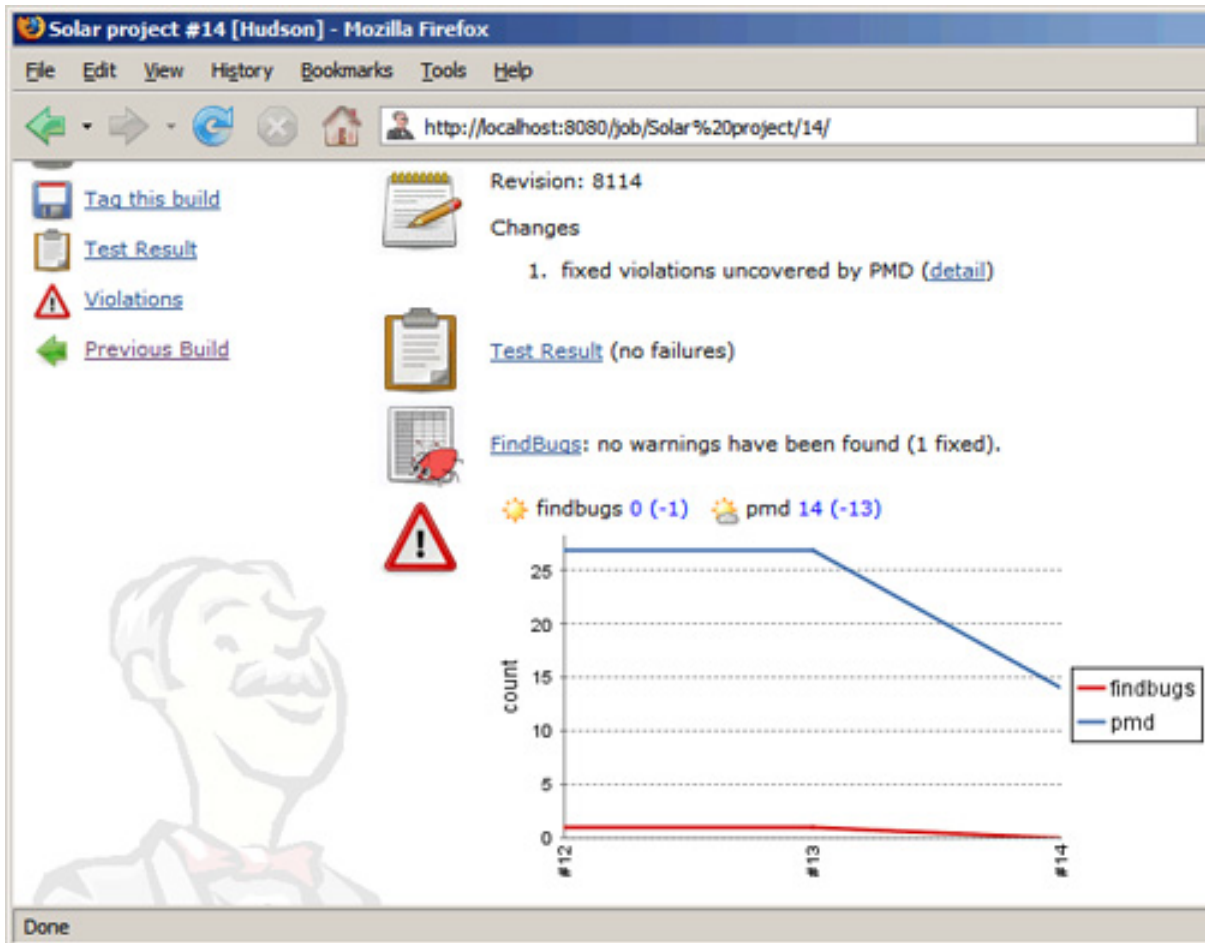 Solar project #14 [Hudson] - Mozilla Firefox
File Edit View History Bookmarks Tools Help
http://localhost:8080/job/Solar%20project/14/
Tag this build
Test Result
Violations
Previous Build
Revision: 8114
Changes
1. fixed violations uncovered by PMD (detail)
Test Result (no failures)
FindBugs: no warnings have been found (1 fixed).
findbugs 0 (-1) pmd 14 (-13)
count
25
20
15
10
5
0
#12
#13
#14
findbugs
pmd
Done